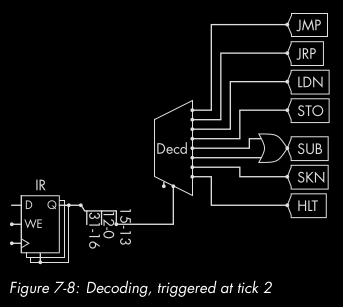 JMP
JRP
LDN
STO
Decd
SUB
SKN
HLT
IR
D Q
WE
31-16
12-0
15-13
Figure 7-8: Decoding, triggered at tick 2